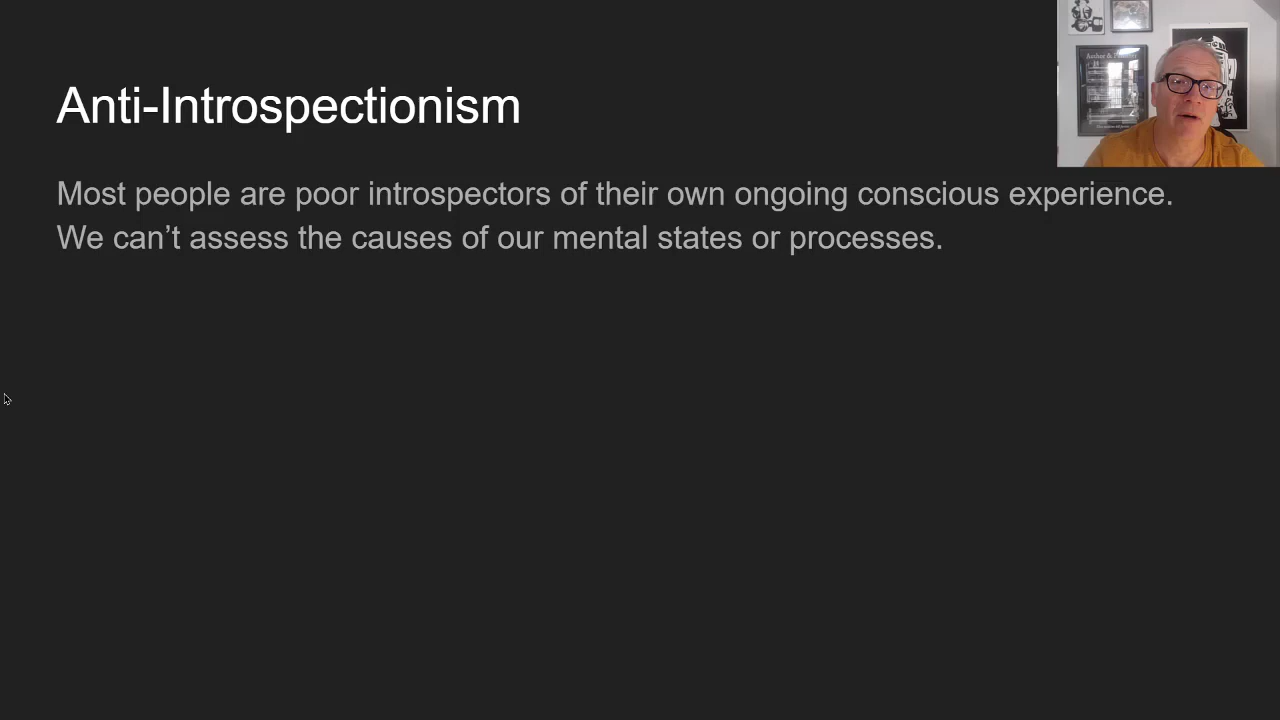 Anti-Introspectionism
Most people are poor introspectors of their own ongoing conscious experience.
We can’t assess the causes of our mental states or processes.